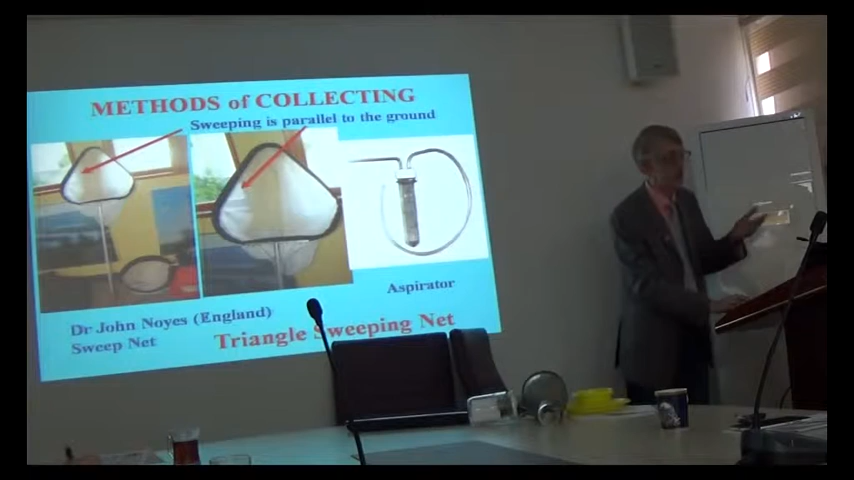 METHODS of COLLECTING
Sweeping is parallel to the ground
Aspirator
Dr John Noyes (England)
Sweep Net
Triangle Sweeping Net